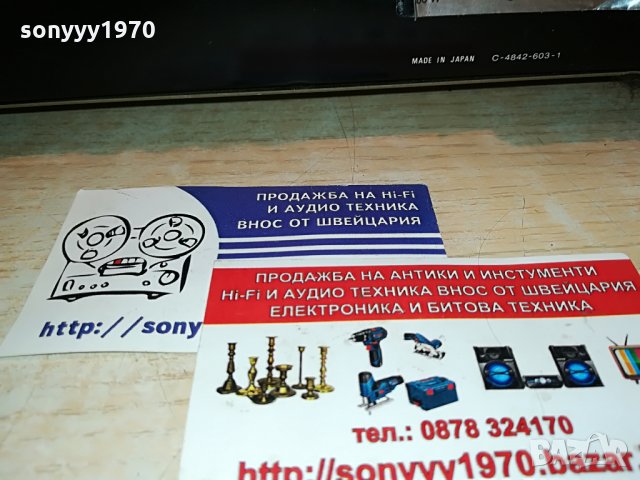 sonyyy1970
MADE IN JAPAN C-4842-603-1
ПРОДАЖБА НА Hi-Fi
И АУДИО ТЕХНИКА
ВНОС ОТ ШВЕЙЦАРИЯ
http://sony
ПРОДАЖБА НА АНТИКИ И ИНСТУМЕНТИ
Hi-Fi И АУДИО ТЕХНИКА ВНОС ОТ ШВЕЙЦАРИЯ
ЕЛЕКТРОНИКА И БИТОВА ТЕХНИКА
тел.: 0878 324170
http://sonyyy1970.bazar.
BAZAR